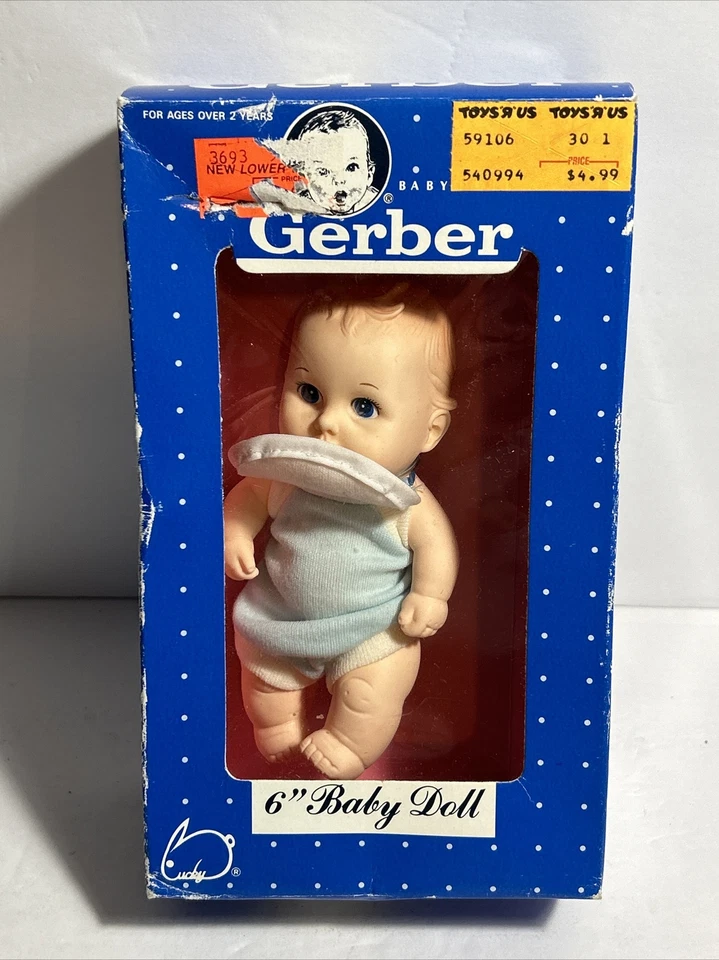 FOR AGES OVER 2 YEARS
3693
NEW LOWER
PRICE
TOYS"R"US TOYS"R"US
59106 30 1
PRICE
540994 $4.99
BABY
®
Gerber
6" Baby Doll
Lucky ®